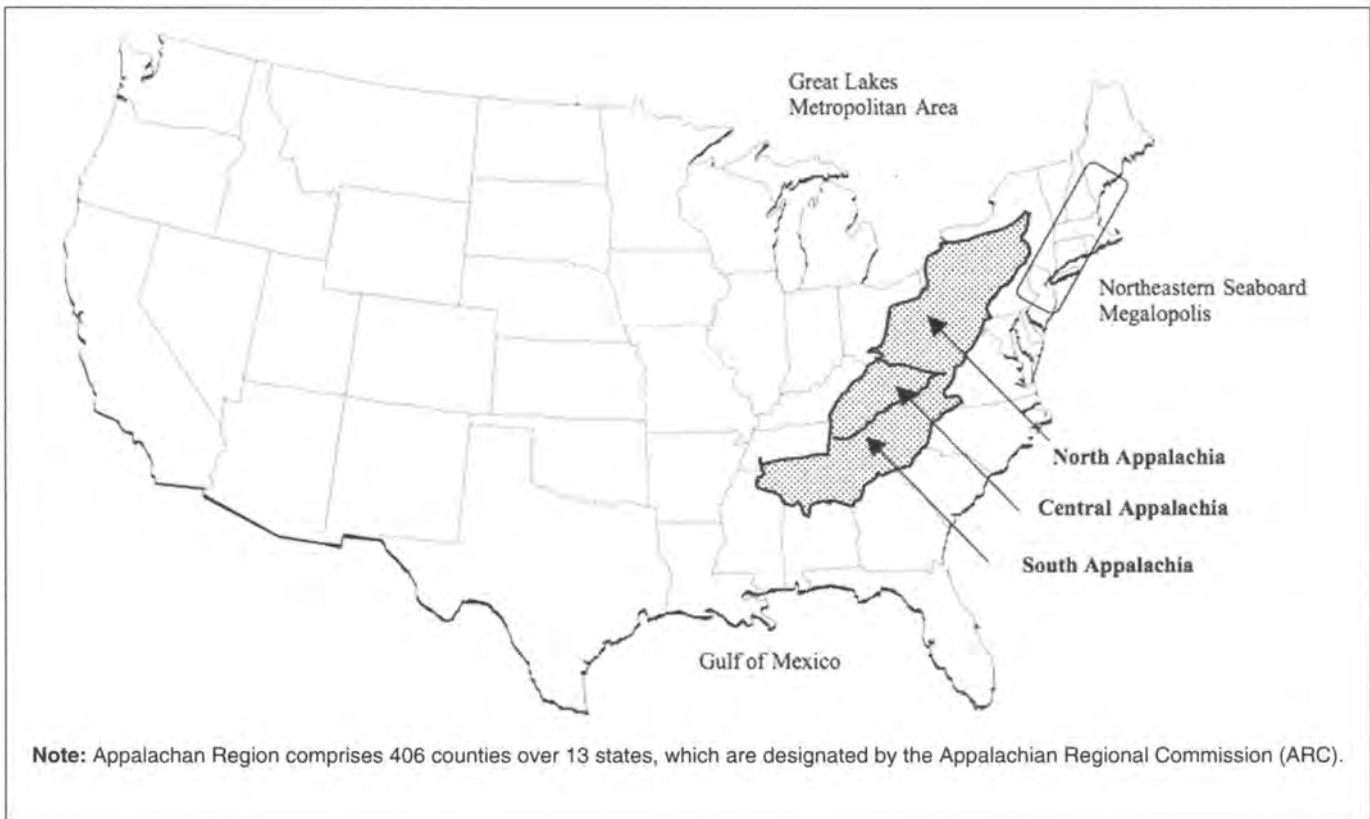 Great Lakes
Metropolitan Area
Northeastern Seaboard
Megalopolis
North Appalachia
Central Appalachia
South Appalachia
Gulf of Mexico
Note: Appalachan Region comprises 406 counties over 13 states, which are designated by the Appalachian Regional Commission (ARC).